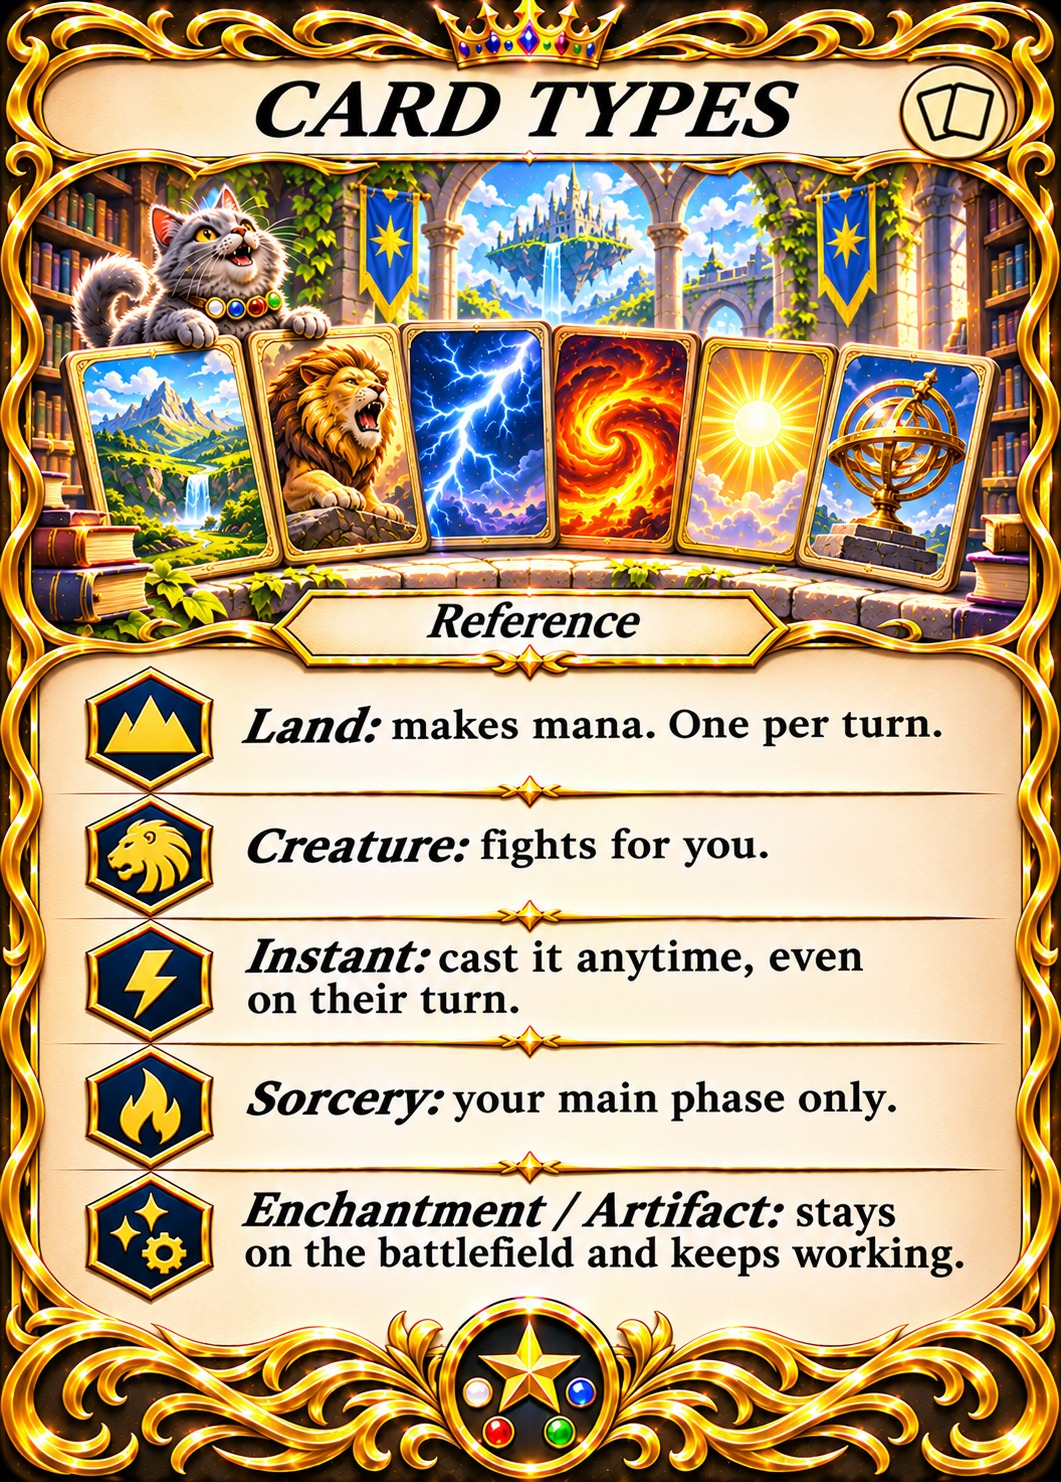 CARD TYPES
Reference
Land: makes mana. One per turn.
Creature: fights for you.
Instant: cast it anytime, even
on their turn.
Sorcery: your main phase only.
Enchantment / Artifact: stays
on the battlefield and keeps working.